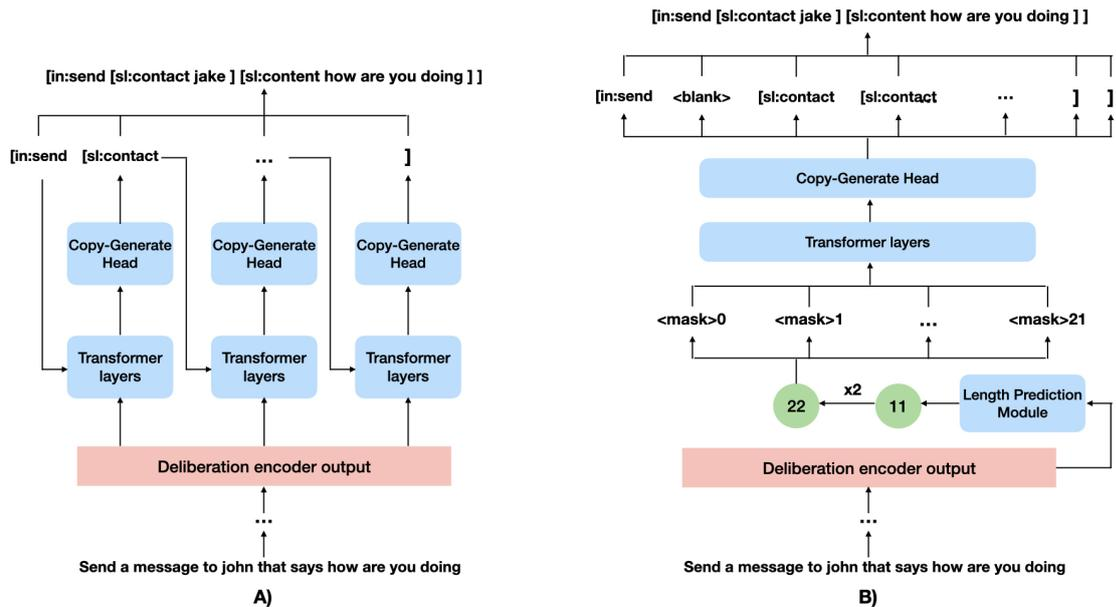 [in:send [sl:contact jake ] [sl:content how are you doing ] ]
[in:send [sl:contact ... ]
Copy-Generate Head
Copy-Generate Head
Copy-Generate Head
Transformer layers
Transformer layers
Transformer layers
Deliberation encoder output
...
Send a message to john that says how are you doing
A)
[in:send [sl:contact jake ] [sl:content how are you doing ] ]
[in:send <blank> [sl:contact [sl:contact... ... ] ]
Copy-Generate Head
Transformer layers
<mask>0 <mask>1 ... <mask>21
22 x2 11 Length Prediction Module
Deliberation encoder output
...
Send a message to john that says how are you doing
B)